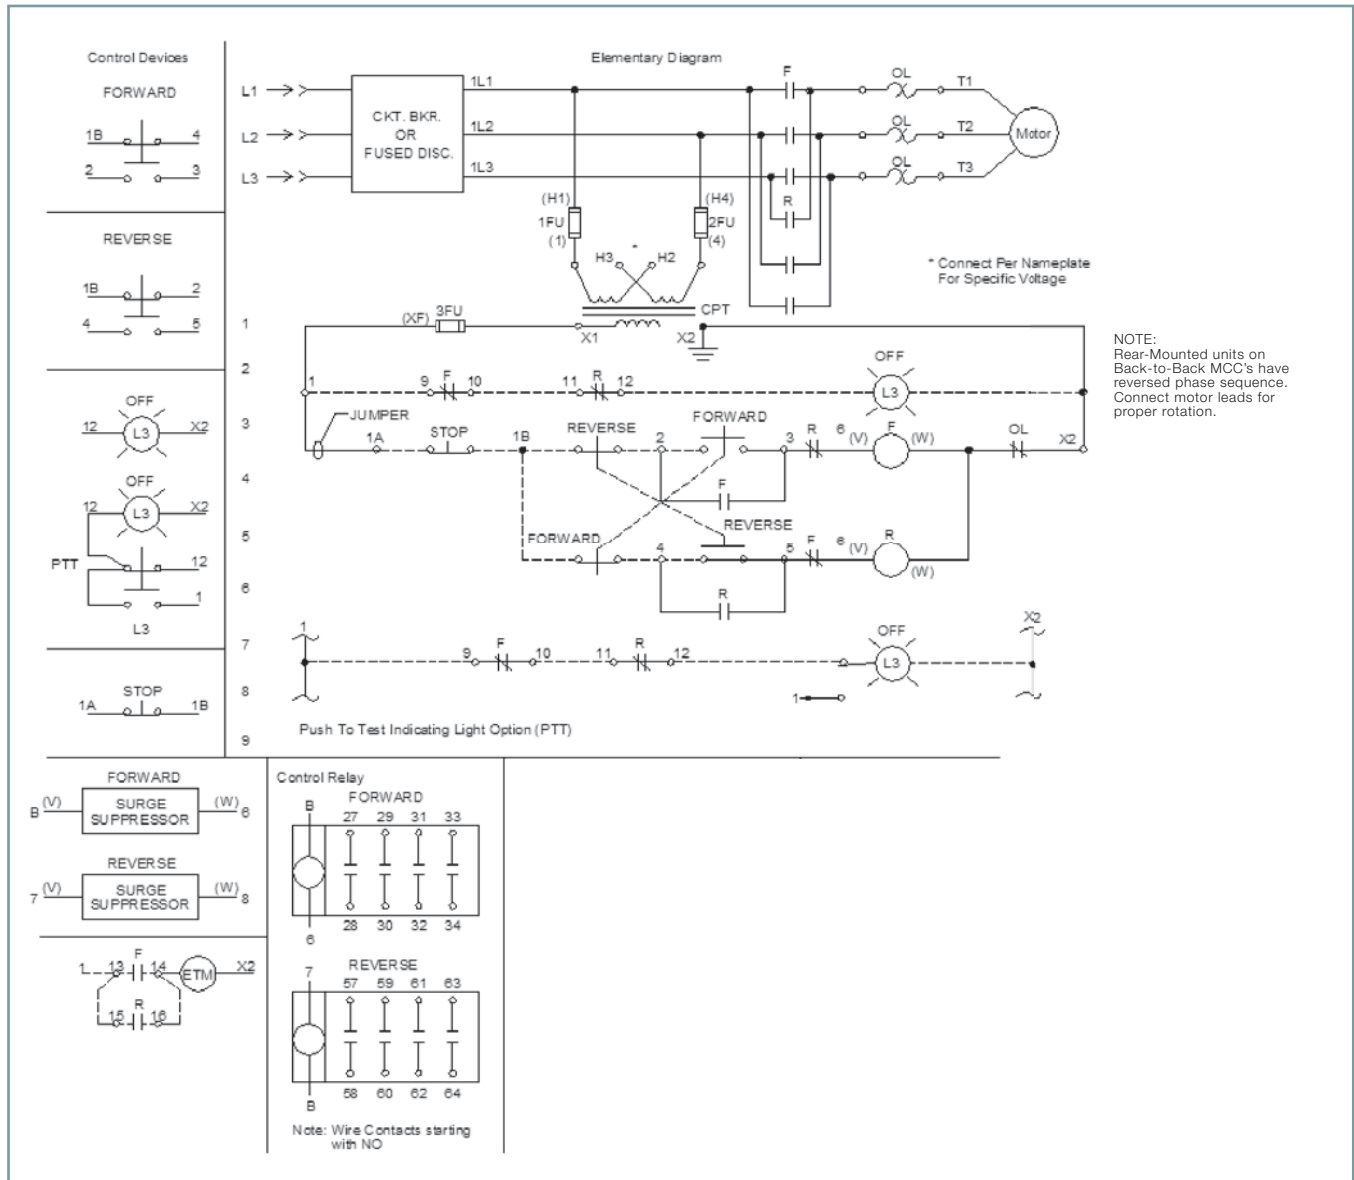 Control Devices
FORWARD
1B 4
2 3
REVERSE
1B 2
4 5
OFF
12 L3 X2
OFF
12 L3 X2
PTT
12
1
L3
STOP
1A 1B
1
2
3
4
5
6
7
8
9
Elementary Diagram
L1
L2
L3
CKT. BKR.
OR
FUSED DISC.
1L1
1L2
1L3
F
R
OL
OL
OL
T1
T2
T3
Motor
(H1)
1FU
(1)
(H4)
2FU
(4)
H3 * H2
* Connect Per Nameplate
For Specific Voltage
(XF) 3FU
X1 X2
CPT
NOTE:
Rear-Mounted units on
Back-to-Back MCC's have
reversed phase sequence.
Connect motor leads for
proper rotation.
OFF
1 9 F 10 11 R 12 L3
JUMPER
1A STOP 1B REVERSE 2 FORWARD 3 R 6 (V) F (W) OL X2
F
FORWARD 4 REVERSE 5 F 6 (V) R (W)
R
1 X2
OFF
9 F 10 11 R 12 L3
1
Push To Test Indicating Light Option (PTT)
FORWARD
B (V) SURGE
SUPPRESSOR (W) 6
REVERSE
7 (V) SURGE
SUPPRESSOR (W) 8
1 13 F 14 ETM X2
15 R 16
Control Relay
FORWARD
B 27 29 31 33
6 28 30 32 34
REVERSE
7 57 59 61 63
B 58 60 62 64
Note: Wire Contacts starting
with NO